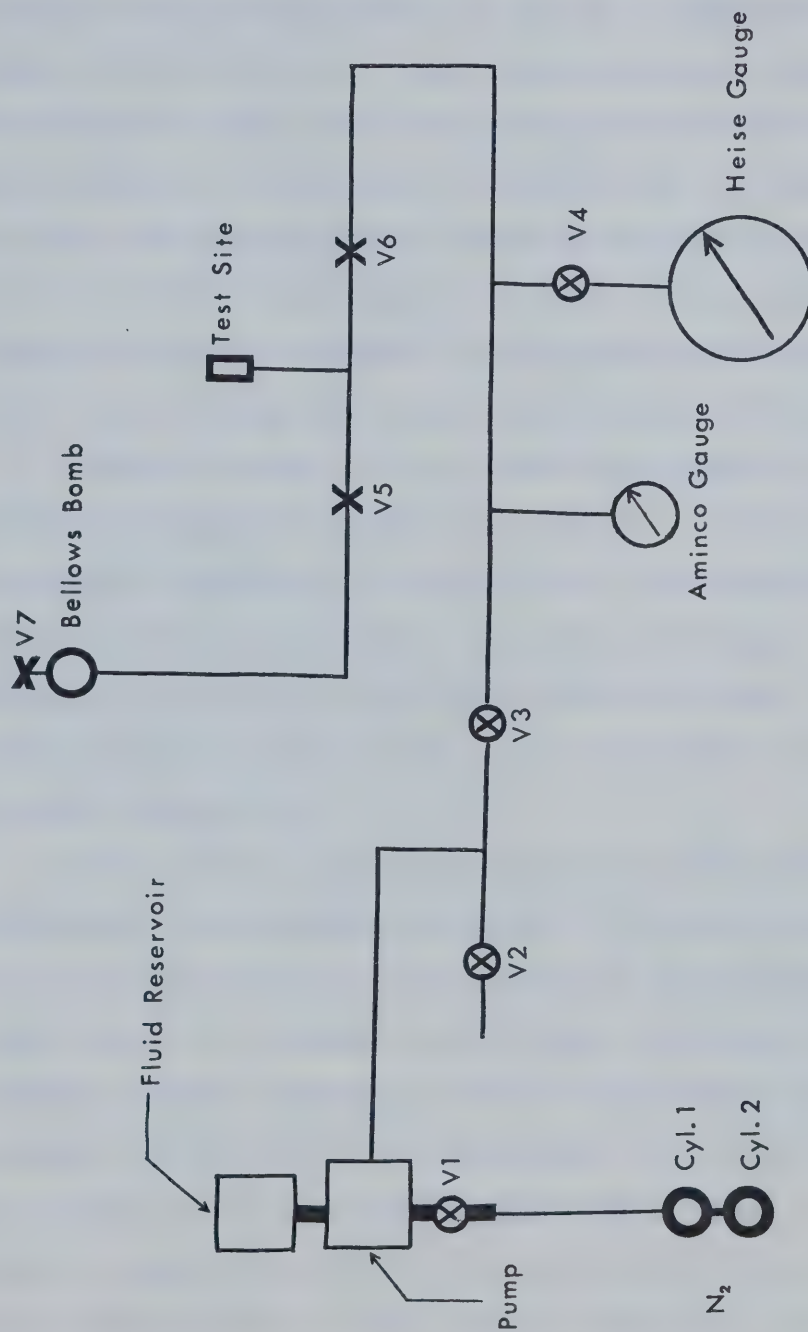 V7
Bellows Bomb
Test Site
V5
V6
Fluid Reservoir
V2
V3
V4
Pump
V1
Cyl.1
Cyl.2
N₂
Aminco Gauge
Heise Gauge